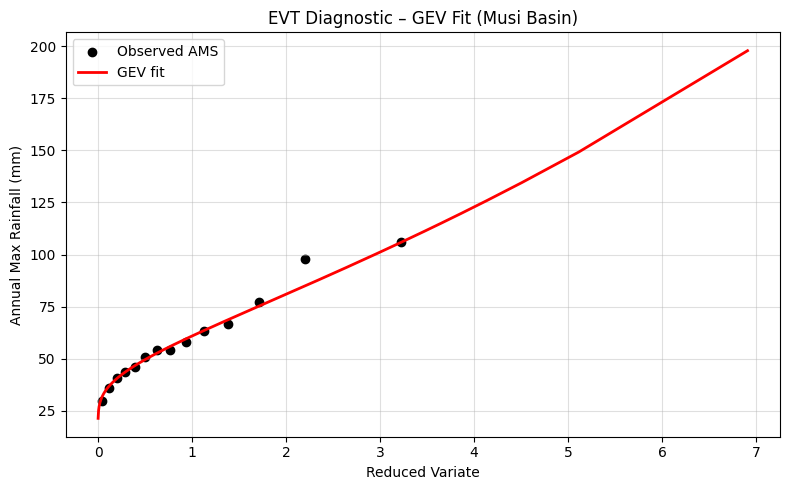 EVT Diagnostic – GEV Fit (Musi Basin)
Observed AMS
GEV fit
Annual Max Rainfall (mm)
200
175
150
125
100
75
50
25
0 1 2 3 4 5 6 7
Reduced Variate